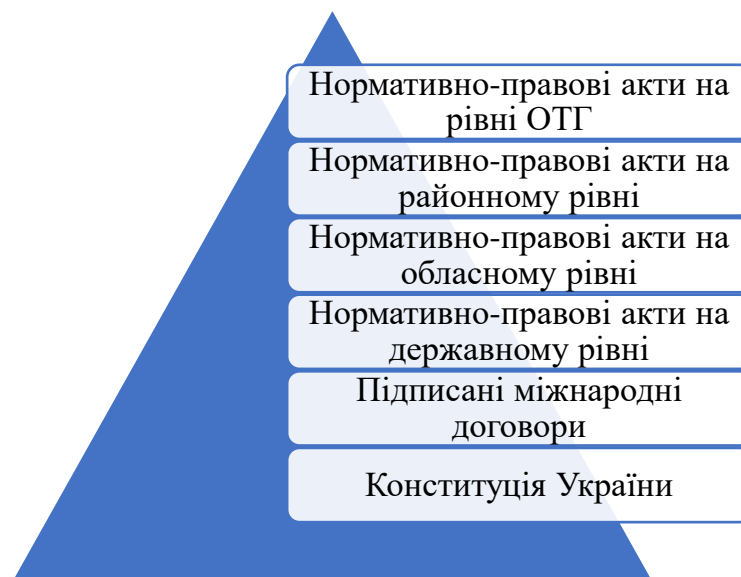 Нормативно-правові акти на
рівні ОТГ
Нормативно-правові акти на
районному рівні
Нормативно-правові акти на
обласному рівні
Нормативно-правові акти на
державному рівні
Підписані міжнародні
договори
Конституція України